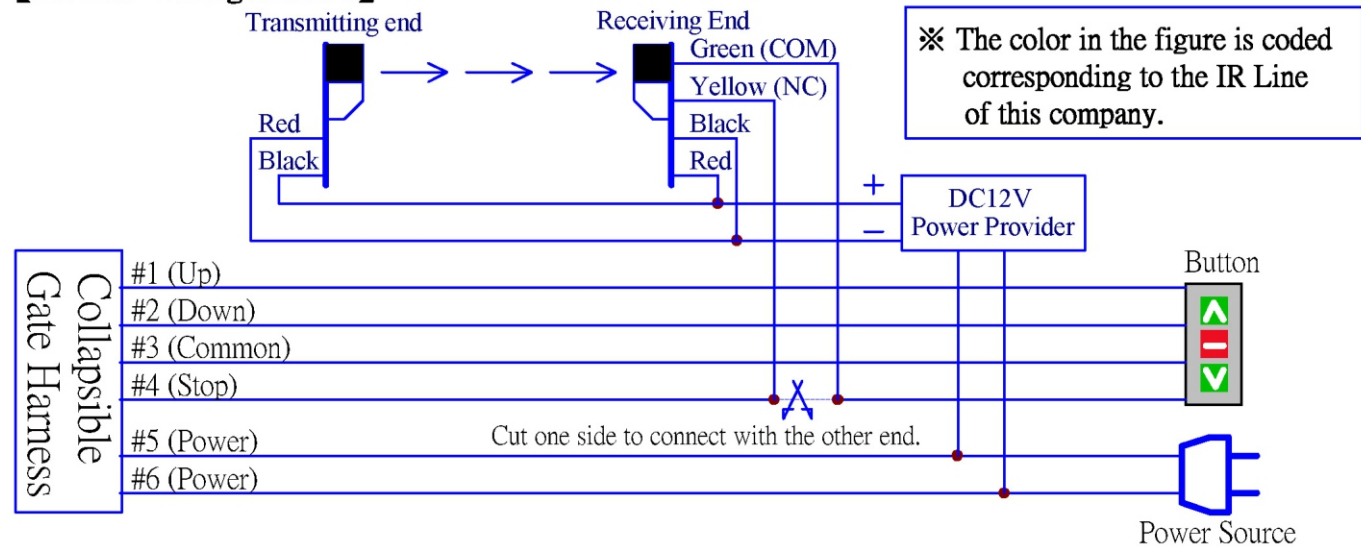 Transmitting end
Receiving End
Green (COM)
Yellow (NC)
Black
Red
Red
Black
※ The color in the figure is coded
corresponding to the IR Line
of this company.
+
−
DC12V
Power Provider
Collapsible
Gate Harness
#1 (Up)
#2 (Down)
#3 (Common)
#4 (Stop)
#5 (Power)
#6 (Power)
Cut one side to connect with the other end.
Button
Power Source